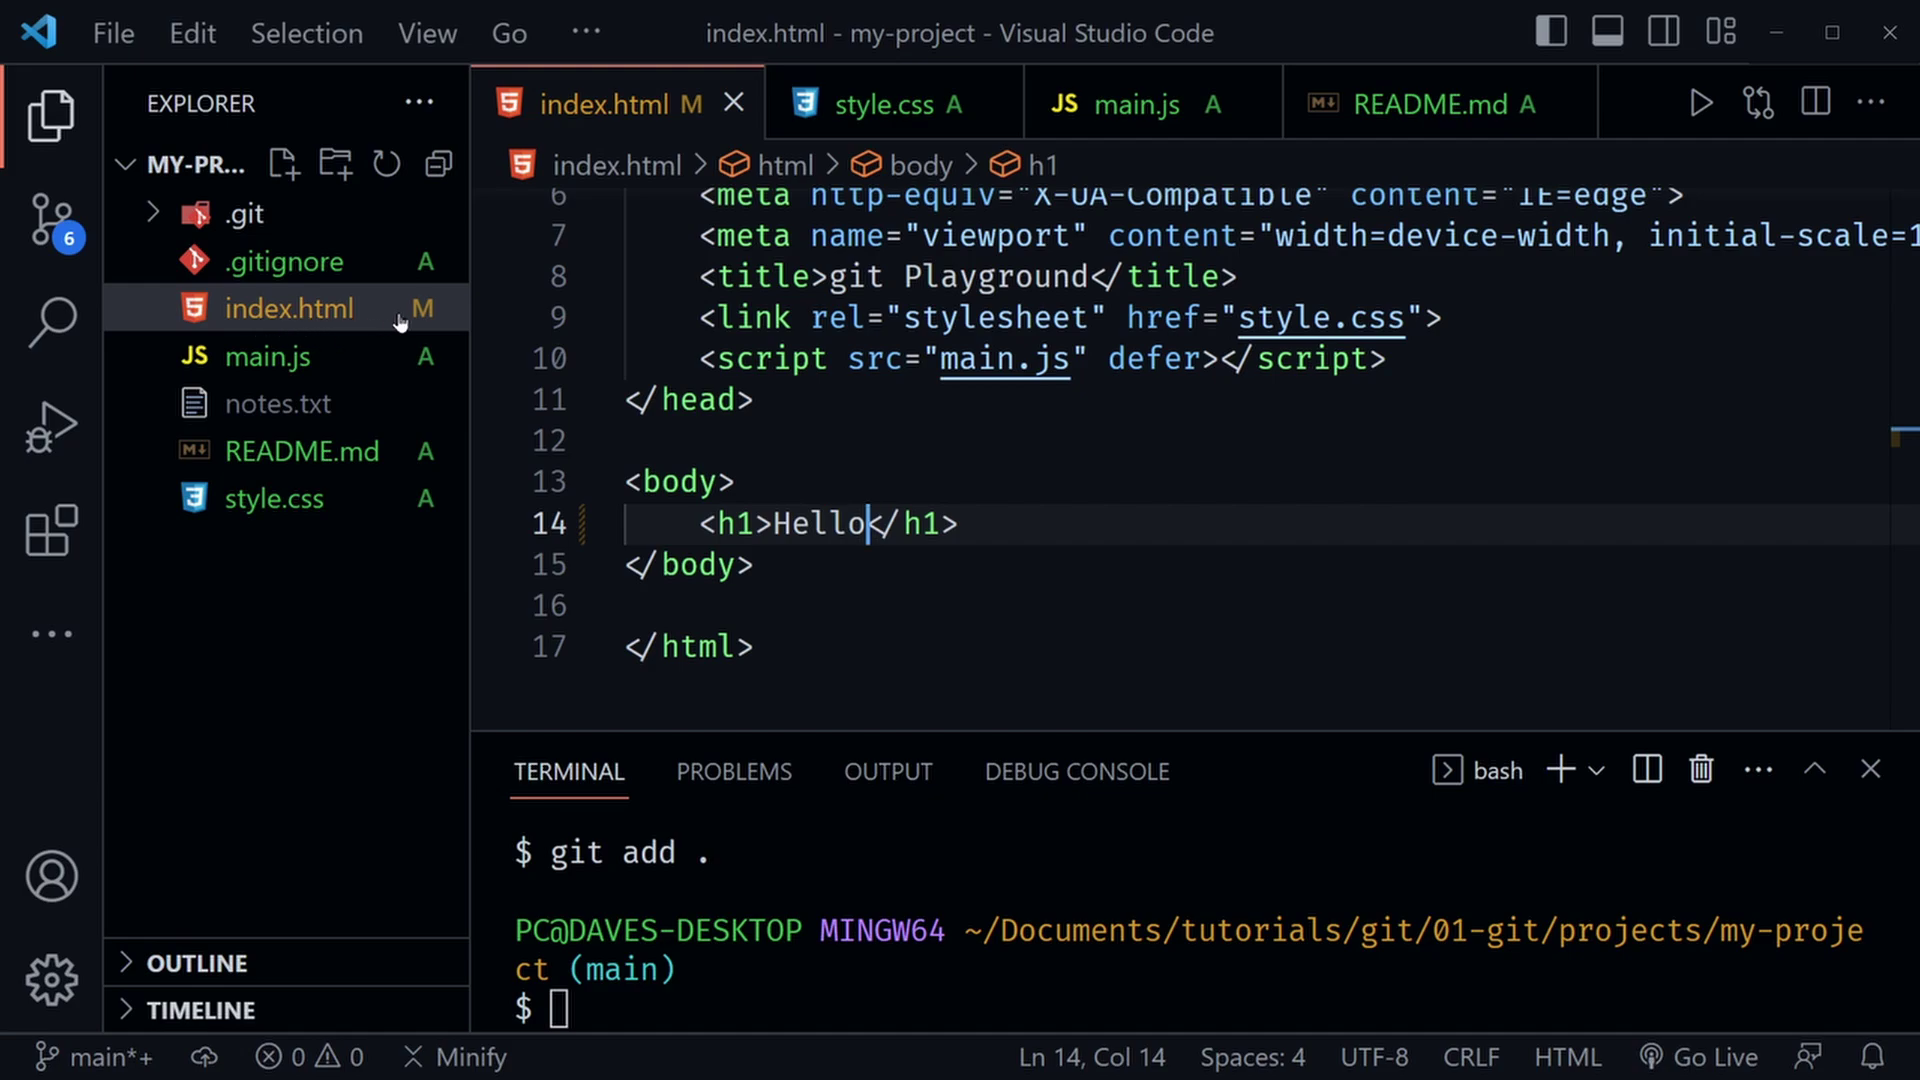 File Edit Selection View Go ··· index.html - my-project - Visual Studio Code
EXPLORER ···
index.html M style.css A main.js A README.md A
MY-PR...
index.html > html > body > h1
.git
.gitignore A
index.html M
main.js A
notes.txt
README.md A
style.css A
6
6 <meta http-equiv="X-UA-Compatible" content="IE=edge">
7 <meta name="viewport" content="width=device-width, initial-scale=1
8 <title>git Playground</title>
9 <link rel="stylesheet" href="style.css">
10 <script src="main.js" defer></script>
11 </head>
12
13 <body>
14 <h1>Hello</h1>
15 </body>
16
17 </html>
TERMINAL PROBLEMS OUTPUT DEBUG CONSOLE bash
$ git add .
PC@DAVES-DESKTOP MINGW64 ~/Documents/tutorials/git/01-git/projects/my-proje
ct (main)
$
OUTLINE
TIMELINE
main*+ 0 0 Minify Ln 14, Col 14 Spaces: 4 UTF-8 CRLF HTML Go Live